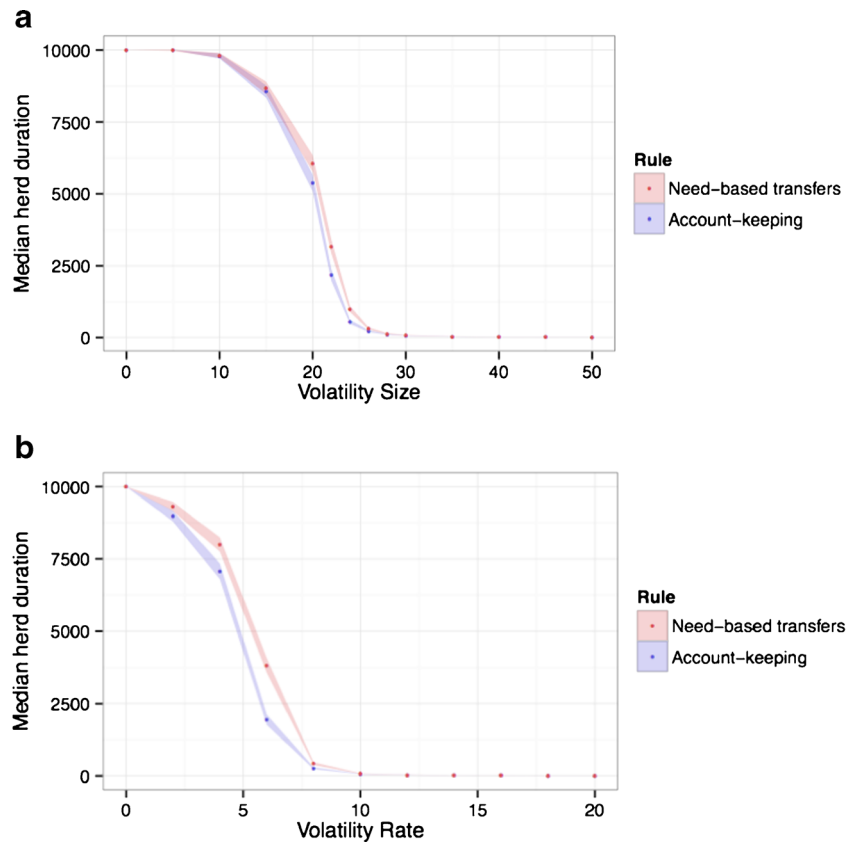 a
10000
7500
5000
2500
0
Median herd duration
0 10 20 30 40 50
Volatility Size
Rule
Need−based transfers
Account−keeping
b
10000
7500
5000
2500
0
Median herd duration
0 5 10 15 20
Volatility Rate
Rule
Need−based transfers
Account−keeping